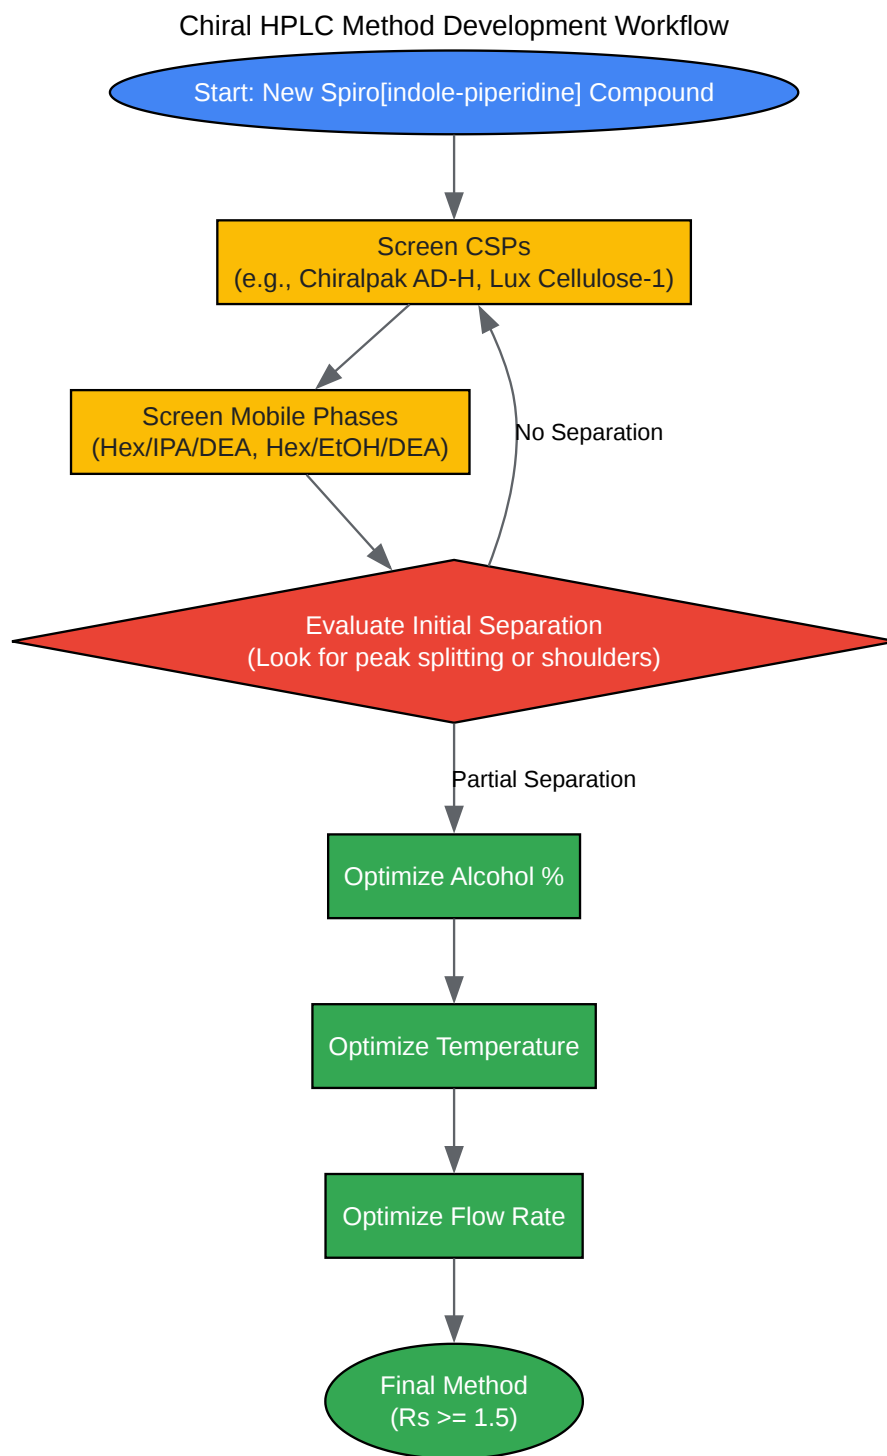 Chiral HPLC Method Development Workflow
Start: New Spiro[indole-piperidine] Compound
Screen CSPs
(e.g., Chiralpak AD-H, Lux Cellulose-1)
Screen Mobile Phases
(Hex/IPA/DEA, Hex/EtOH/DEA)
No Separation
Evaluate Initial Separation
(Look for peak splitting or shoulders)
Partial Separation
Optimize Alcohol %
Optimize Temperature
Optimize Flow Rate
Final Method
(Rs >= 1.5)